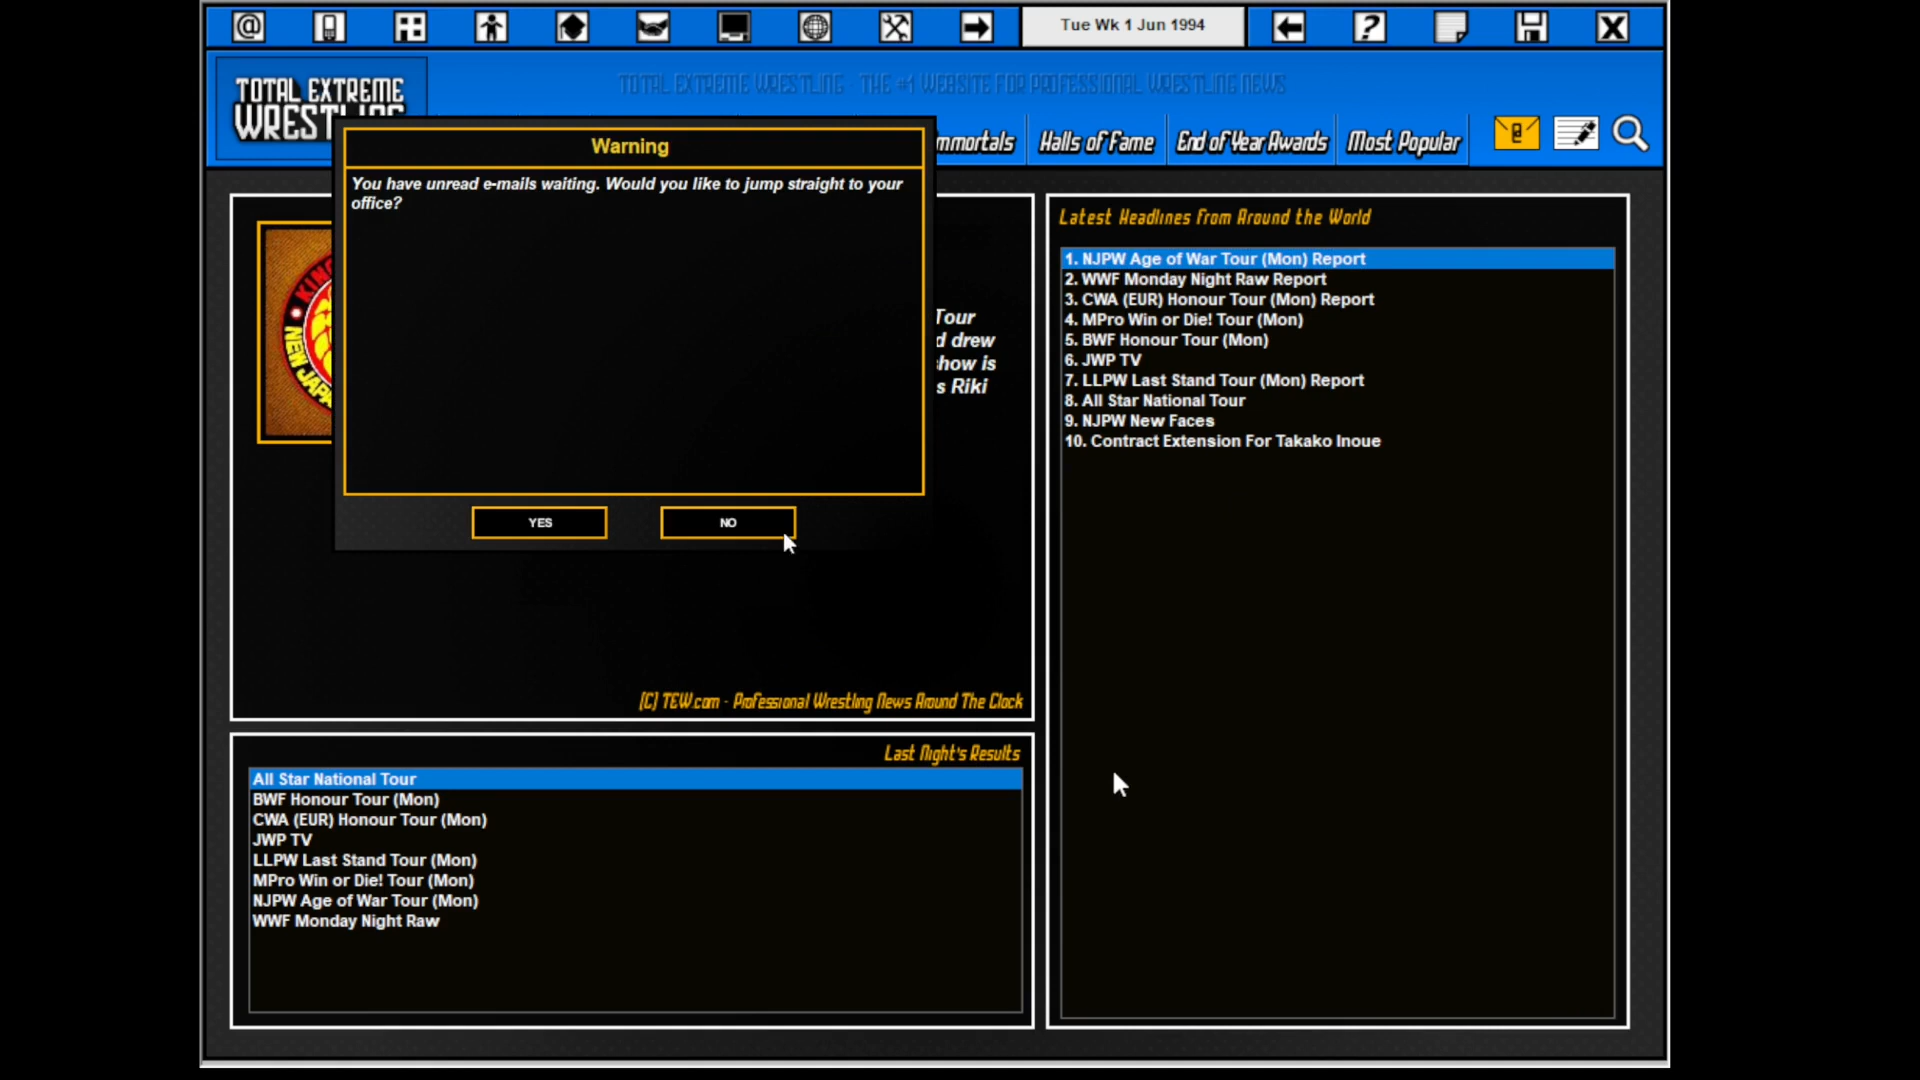 Tue Wk 1 Jun 1994
TOTAL EXTREME WRESTLING - THE #1 WEBSITE FOR PROFESSIONAL WRESTLING NEWS
TOTAL EXTREME
mmortals
Halls of Fame
End of Year Awards
Most Popular
Warning
You have unread e-mails waiting. Would you like to jump straight to your
office?
YES
NO
NEW JAPA
Tour
d drew
how is
s Riki
(C) TEW.com - Professional Wrestling News Around The Clock
Latest Headlines From Around the World
1. NJPW Age of War Tour (Mon) Report
2. WWF Monday Night Raw Report
3. CWA (EUR) Honour Tour (Mon) Report
4. MPro Win or Die! Tour (Mon)
5. BWF Honour Tour (Mon)
6. JWP TV
7. LLPW Last Stand Tour (Mon) Report
8. All Star National Tour
9. NJPW New Faces
10. Contract Extension For Takako Inoue
Last Night's Results
All Star National Tour
BWF Honour Tour (Mon)
CWA (EUR) Honour Tour (Mon)
JWP TV
LLPW Last Stand Tour (Mon)
MPro Win or Die! Tour (Mon)
NJPW Age of War Tour (Mon)
WWF Monday Night Raw